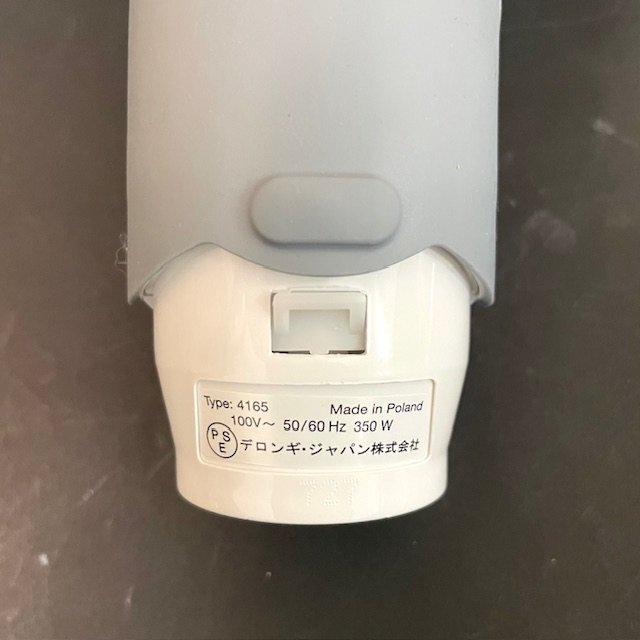 Type: 4165 Made in Poland
100V～ 50/60 Hz 350 W
PSE デロンギ・ジャパン株式会社